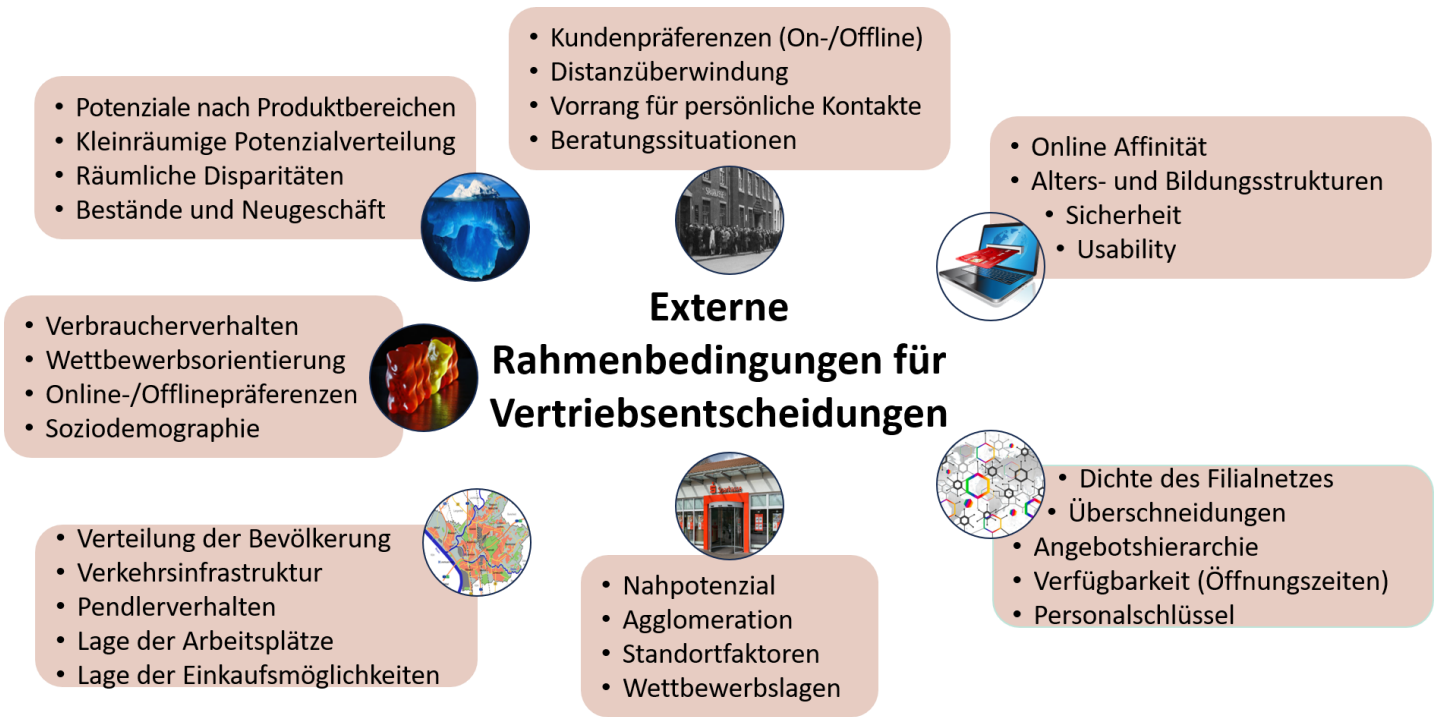 • Kundenpräferenzen (On-/Offline)
• Distanzüberwindung
• Vorrang für persönliche Kontakte
• Beratungssituationen
• Potenziale nach Produktbereichen
• Kleinräumige Potenzialverteilung
• Räumliche Disparitäten
• Bestände und Neugeschäft
• Online Affinität
• Alters- und Bildungsstrukturen
• Sicherheit
• Usability
Externe
Rahmenbedingungen für
Vertriebsentscheidungen
• Verbraucherverhalten
• Wettbewerbsorientierung
• Online-/Offlinepräferenzen
• Soziodemographie
• Dichte des Filialnetzes
• Überschneidungen
• Angebotshierarchie
• Verfügbarkeit (Öffnungszeiten)
• Personalschlüssel
• Verteilung der Bevölkerung
• Verkehrsinfrastruktur
• Pendlerverhalten
• Lage der Arbeitsplätze
• Lage der Einkaufsmöglichkeiten
• Nahpotenzial
• Agglomeration
• Standortfaktoren
• Wettbewerbslagen